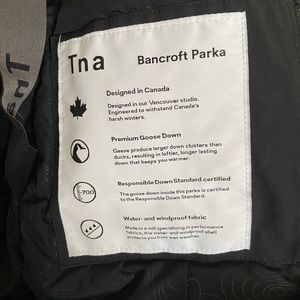 Tna
Bancroft Parka
Designed in Canada
Designed in our Vancouver studio.
Engineered to withstand Canada's
harsh winters.
Premium Goose Down
Geese produce larger down clusters than
ducks, resulting in loftier, longer lasting
down that keeps you warmer.
700
Responsible Down Standard certified
The goose down inside this parka is certified
to the Responsible Down Standard.
Water- and windproof fabric
Made in a mill specializing in performance
fabrics, this water- and windproof shell
protects you from wet weather.